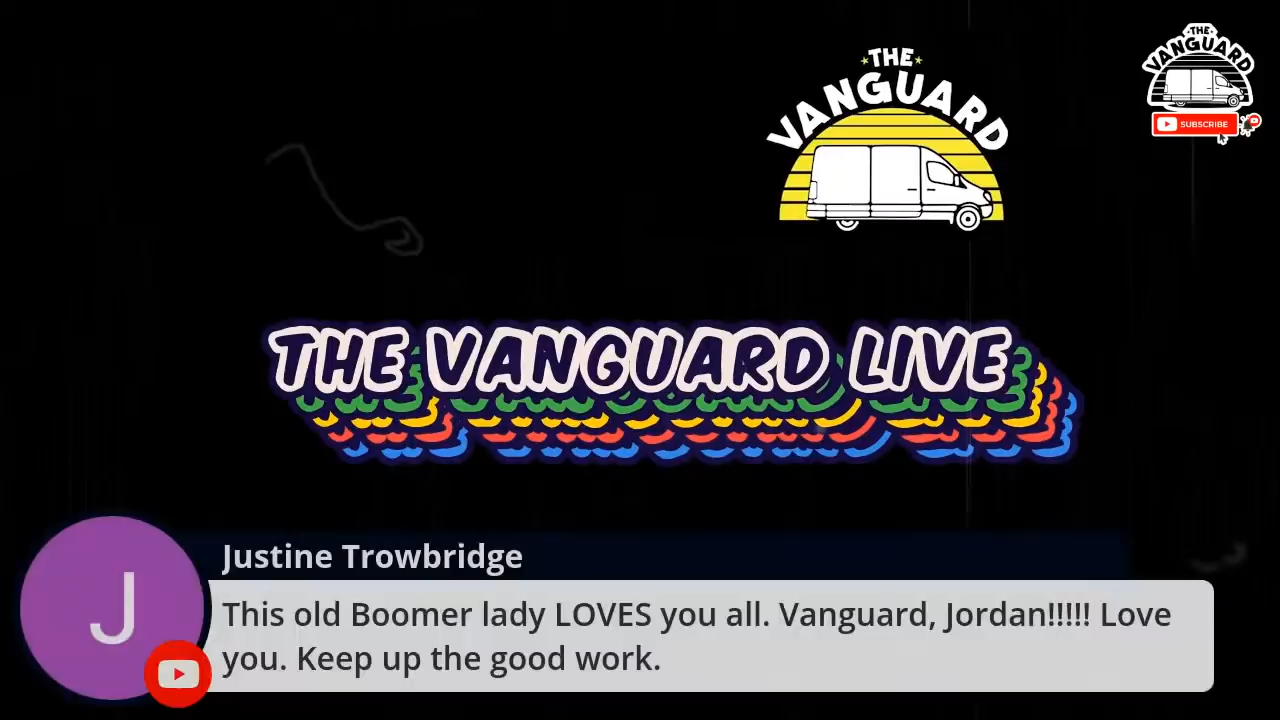 THE
VANGUARD
THE
VANGUARD
SUBSCRIBE
THE VANGUARD LIVE
J
Justine Trowbridge
This old Boomer lady LOVES you all. Vanguard, Jordan!!!!! Love
you. Keep up the good work.